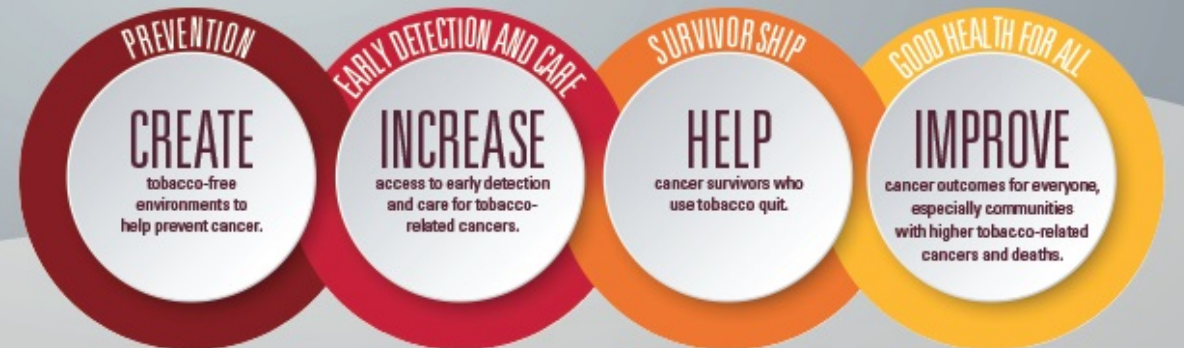 PREVENTION
CREATE
tobacco-free
environments to
help prevent cancer.
EARLY DETECTION AND CARE
INCREASE
access to early detection
and care for tobacco-
related cancers.
SURVIVORSHIP
HELP
cancer survivors who
use tobacco quit.
GOOD HEALTH FOR ALL
IMPROVE
cancer outcomes for everyone,
especially communities
with higher tobacco-related
cancers and deaths.